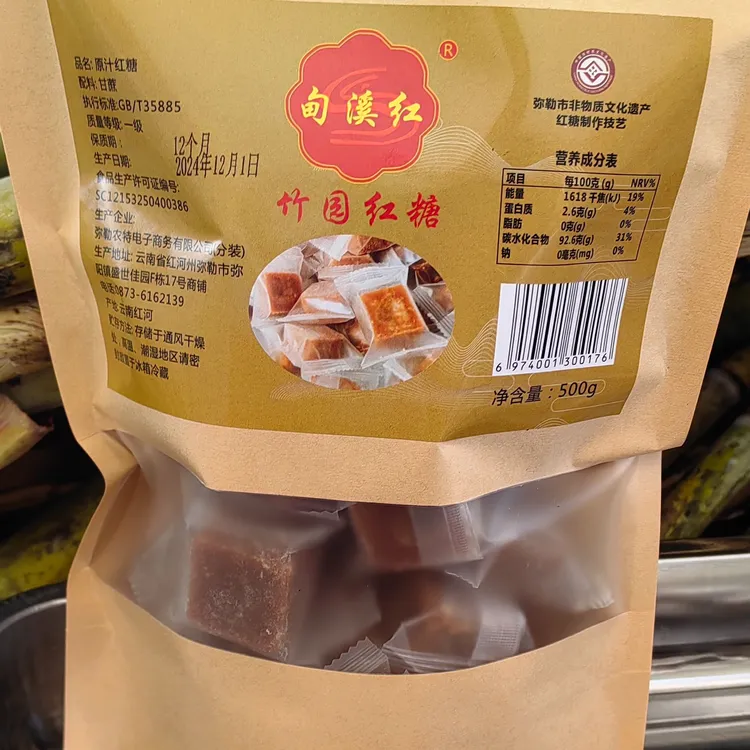 品名: 原汁红糖
配料: 甘蔗
执行标准:GB/T35885
质量等级:一级
保质期: 12个月
生产日期: 2024年12月1日
食品生产许可证编号:
SC12153250400386
生产企业:
弥勒农特电子商务有限公司(分装)
生产地址: 云南省红河州弥勒市弥
阳镇盛世佳园F栋17号商铺
电话:0873-6162139
产地:云南红河
贮存方法: 存储于通风干燥
处，高温、潮湿地区请密
封放置于冰箱冷藏
甸溪红
®
竹园红糖
弥勒市非物质文化遗产
红糖制作技艺
营养成分表
项目 每100克(g) NRV%
能量 1618千焦(kJ) 19%
蛋白质 2.6克(g) 4%
脂肪 0克(g) 0%
碳水化合物 92.6克(g) 31%
钠 0毫克(mg) 0%
6 974001 300176
净含量：500g